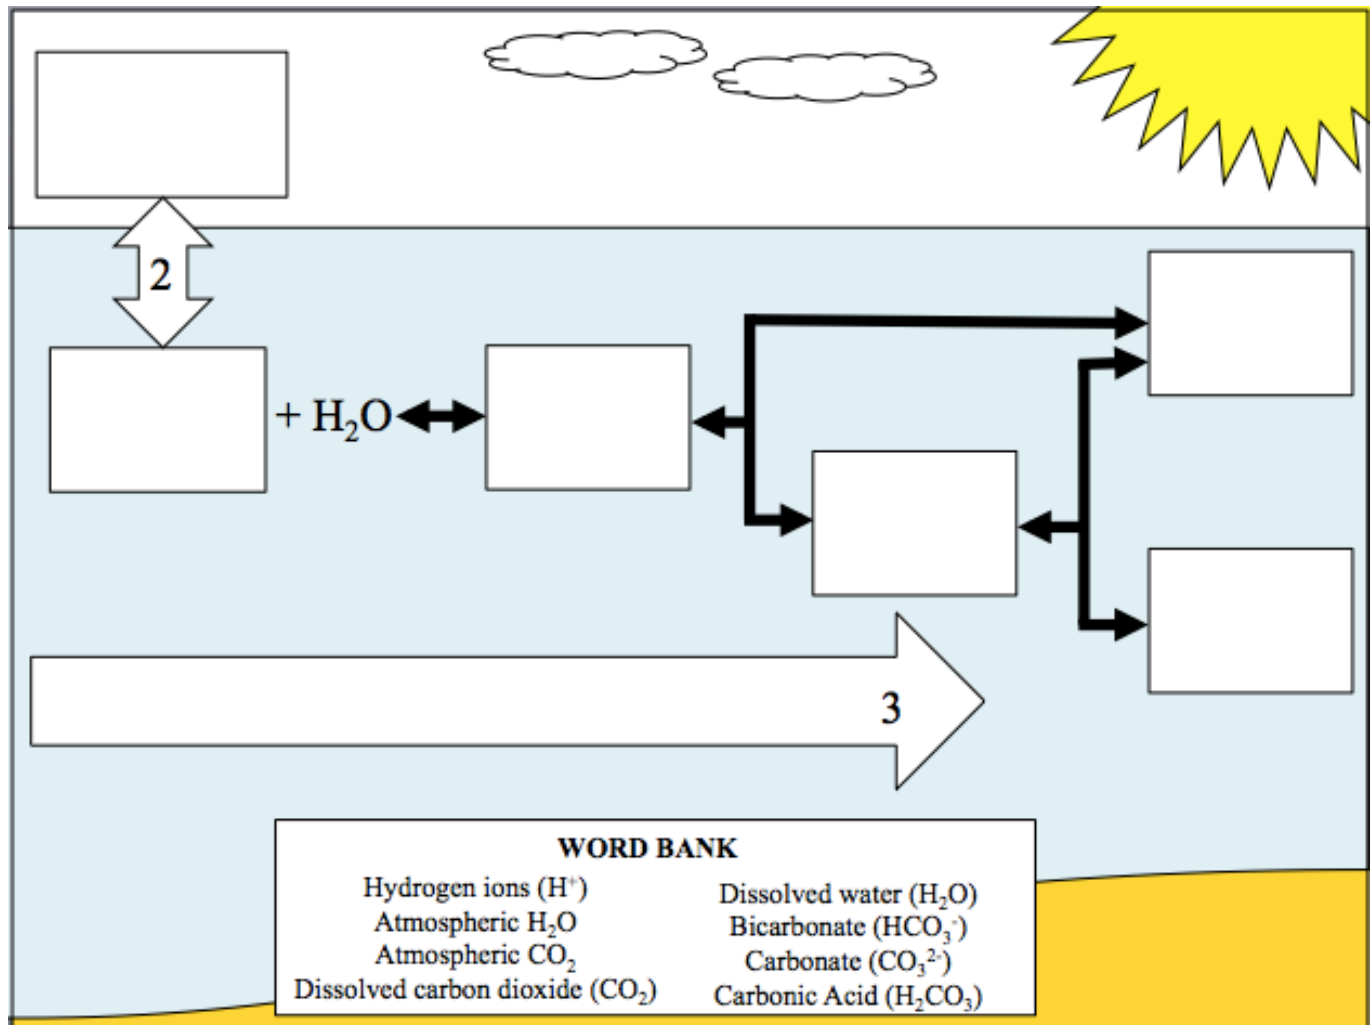 2
+ H₂O
3
WORD BANK
Hydrogen ions (H⁺)
Atmospheric H₂O
Atmospheric CO₂
Dissolved carbon dioxide (CO₂)
Dissolved water (H₂O)
Bicarbonate (HCO₃⁻)
Carbonate (CO₃²⁻)
Carbonic Acid (H₂CO₃)